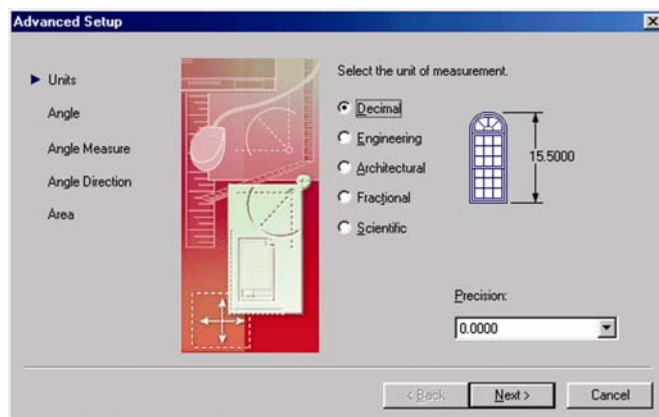 Advanced Setup
Units
Angle
Angle Measure
Angle Direction
Area
Select the unit of measurement.
Decimal
Engineering
Architectural
Fractional
Scientific
15.5000
Precision:
0.0000
< Back
Next >
Cancel